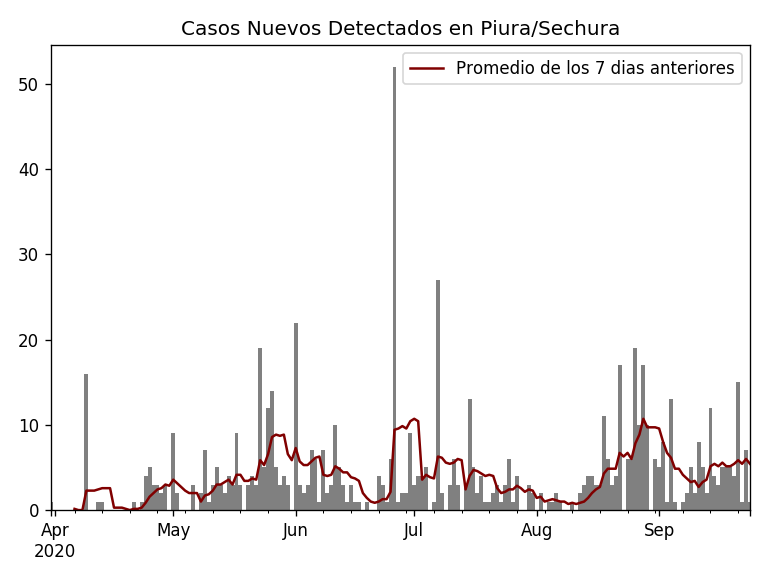 Casos Nuevos Detectados en Piura/Sechura
Promedio de los 7 dias anteriores
50
40
30
20
10
0
Apr May Jun Jul Aug Sep
2020